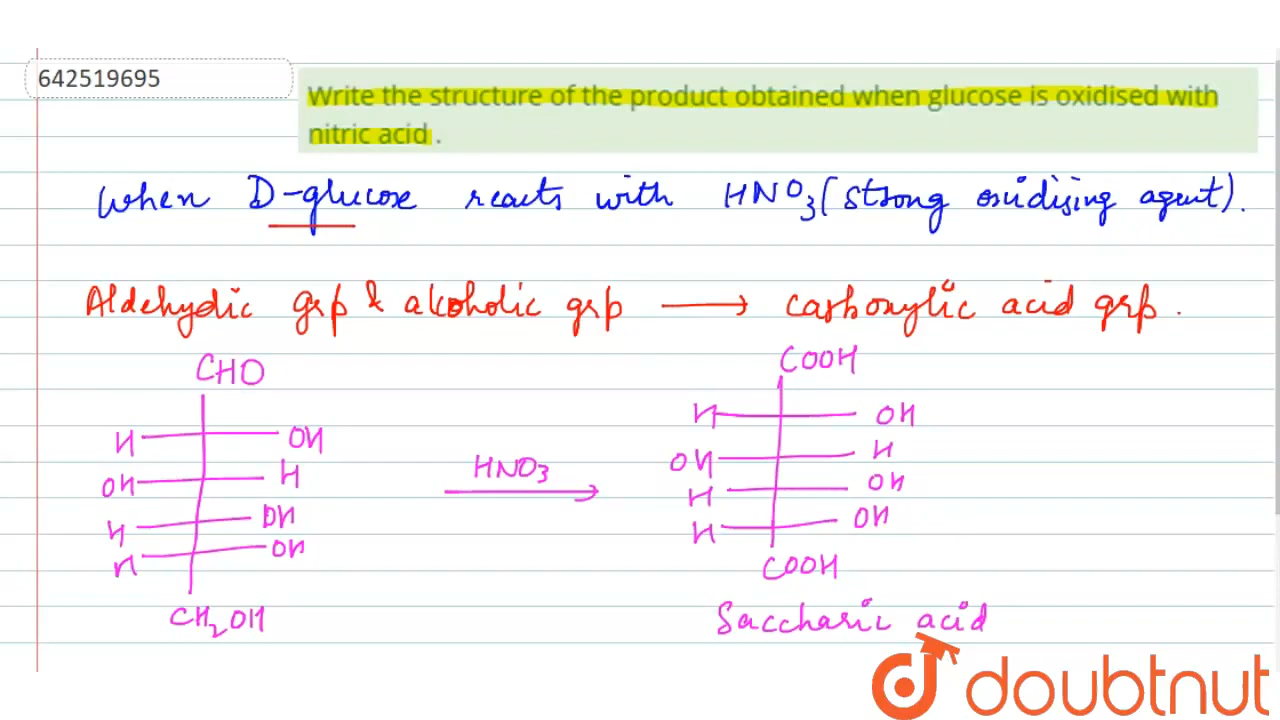 642519695
Write the structure of the product obtained when glucose is oxidised with
nitric acid .
When D-glucose reacts with HNO3 (strong oxidising agent).
Aldehydic grp & alcoholic grp → carboxylic acid grp.
CHO
H OH
OH H
H OH
H OH
CH2OH
HNO3
COOH
H OH
OH H
H OH
H OH
COOH
Saccharic acid
doubtnut